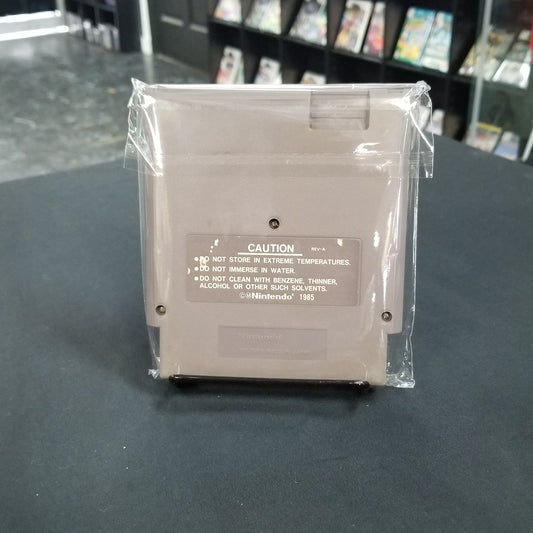 CAUTION REV-A
●DO NOT STORE IN EXTREME TEMPERATURES.
●DO NOT IMMERSE IN WATER.
●DO NOT CLEAN WITH BENZENE, THINNER,
ALCOHOL OR OTHER SUCH SOLVENTS.
©ⓂNintendo® 1985
Nintendo®